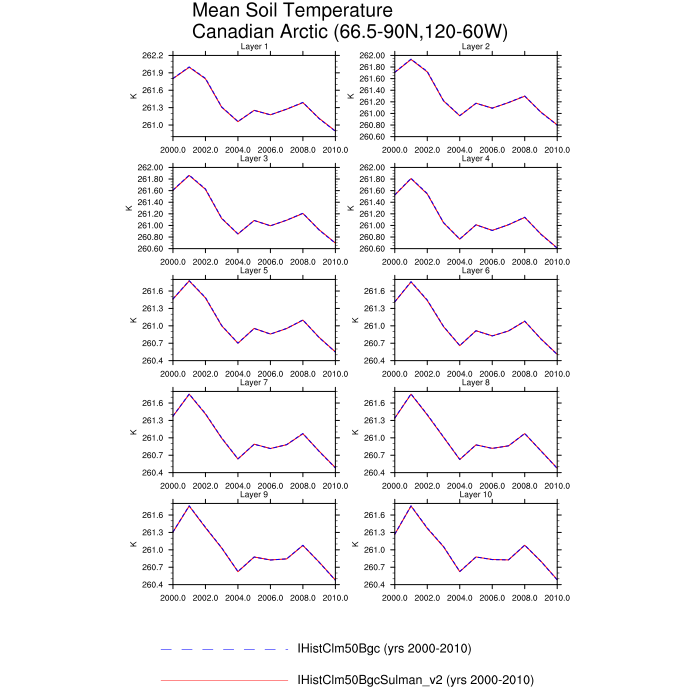 Mean Soil Temperature
Canadian Arctic (66.5-90N,120-60W)
Layer 1
262.2
261.9
261.6
261.3
261.0
K
2000.0 2002.0 2004.0 2006.0 2008.0 2010.0
Layer 2
262.00
261.80
261.60
261.40
261.20
261.00
260.80
260.60
K
2000.0 2002.0 2004.0 2006.0 2008.0 2010.0
Layer 3
262.00
261.80
261.60
261.40
261.20
261.00
260.80
260.60
K
2000.0 2002.0 2004.0 2006.0 2008.0 2010.0
Layer 4
262.00
261.80
261.60
261.40
261.20
261.00
260.80
260.60
K
2000.0 2002.0 2004.0 2006.0 2008.0 2010.0
Layer 5
261.6
261.3
261.0
260.7
260.4
K
2000.0 2002.0 2004.0 2006.0 2008.0 2010.0
Layer 6
261.6
261.3
261.0
260.7
260.4
K
2000.0 2002.0 2004.0 2006.0 2008.0 2010.0
Layer 7
261.6
261.3
261.0
260.7
260.4
K
2000.0 2002.0 2004.0 2006.0 2008.0 2010.0
Layer 8
261.6
261.3
261.0
260.7
260.4
K
2000.0 2002.0 2004.0 2006.0 2008.0 2010.0
Layer 9
261.6
261.3
261.0
260.7
260.4
K
2000.0 2002.0 2004.0 2006.0 2008.0 2010.0
Layer 10
261.6
261.3
261.0
260.7
260.4
K
2000.0 2002.0 2004.0 2006.0 2008.0 2010.0
IHistClm50Bgc (yrs 2000-2010)
IHistClm50BgcSulman_v2 (yrs 2000-2010)